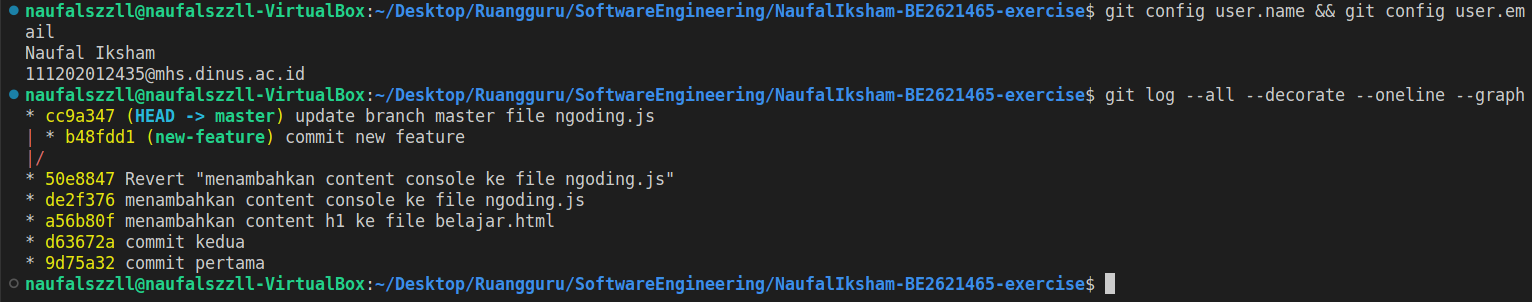 naufalszzll@naufalszzll-VirtualBox:~/Desktop/Ruangguru/SoftwareEngineering/NaufalIksham-BE2621465-exercise$ git config user.name && git config user.em
ail
Naufal Iksham
111202012435@mhs.dinus.ac.id
naufalszzll@naufalszzll-VirtualBox:~/Desktop/Ruangguru/SoftwareEngineering/NaufalIksham-BE2621465-exercise$ git log --all --decorate --oneline --graph
* cc9a347 (HEAD -> master) update branch master file ngoding.js
| * b48fdd1 (new-feature) commit new feature
|/
* 50e8847 Revert "menambahkan content console ke file ngoding.js"
* de2f376 menambahkan content console ke file ngoding.js
* a56b80f menambahkan content h1 ke file belajar.html
* d63672a commit kedua
* 9d75a32 commit pertama
naufalszzll@naufalszzll-VirtualBox:~/Desktop/Ruangguru/SoftwareEngineering/NaufalIksham-BE2621465-exercise$